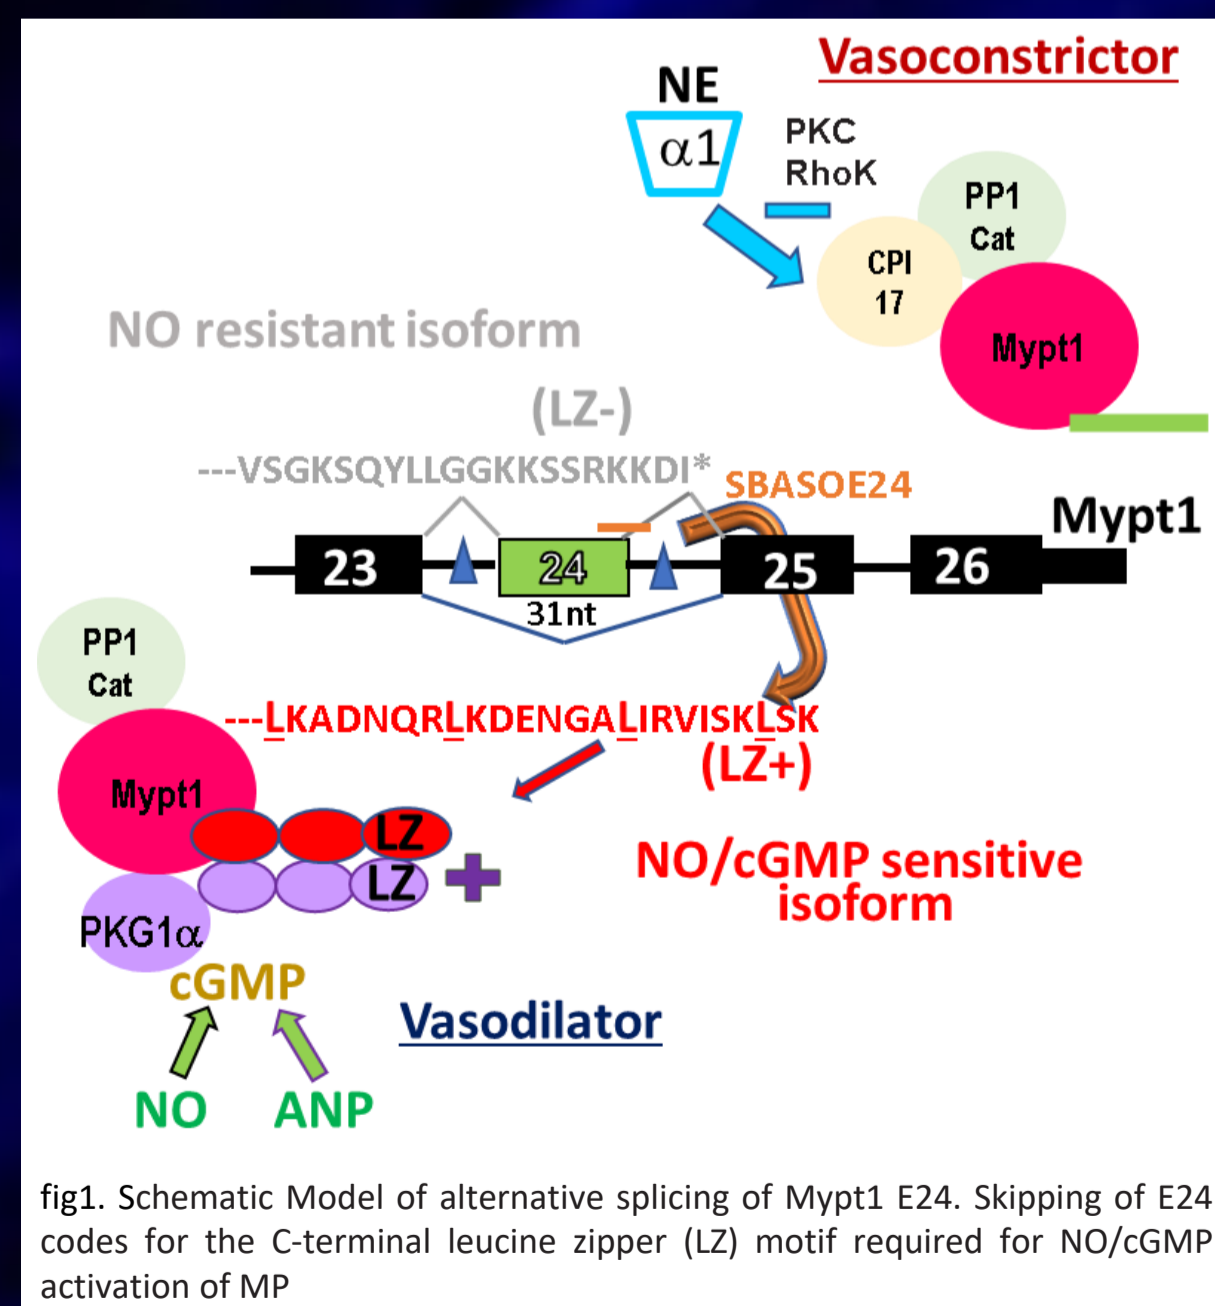 Vasoconstrictor
NE
α1
PKC
RhoK
PP1
Cat
CPI
17
Mypt1
NO resistant isoform
(LZ-)
---VSGKSQYLLGGKKSSRKKDI*
SBASOE24
Mypt1
23
24
25
26
31nt
PP1
Cat
---LKADNQRLKDENGALIRVISKLSK
(LZ+)
Mypt1
LZ
LZ
NO/cGMP sensitive
isoform
PKG1α
cGMP
Vasodilator
NO
ANP
fig1. Schematic Model of alternative splicing of Mypt1 E24. Skipping of E24
codes for the C-terminal leucine zipper (LZ) motif required for NO/cGMP
activation of MP